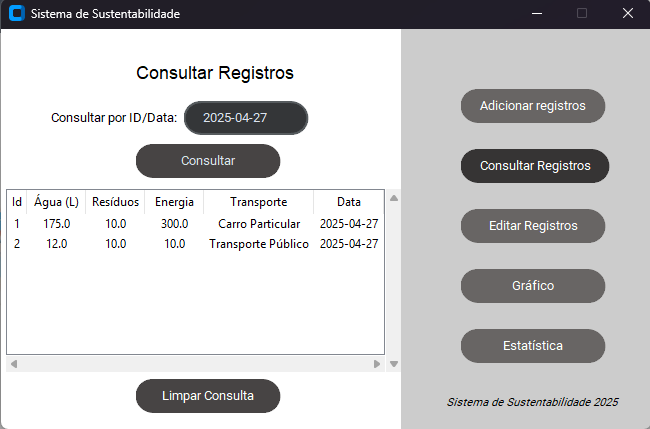 Sistema de Sustentabilidade
Consultar Registros
Consultar por ID/Data: 2025-04-27
Consultar
Id Água (L) Resíduos Energia Transporte Data
1 175.0 10.0 300.0 Carro Particular 2025-04-27
2 12.0 10.0 10.0 Transporte Público 2025-04-27
Limpar Consulta
Adicionar registros
Consultar Registros
Editar Registros
Gráfico
Estatística
Sistema de Sustentabilidade 2025